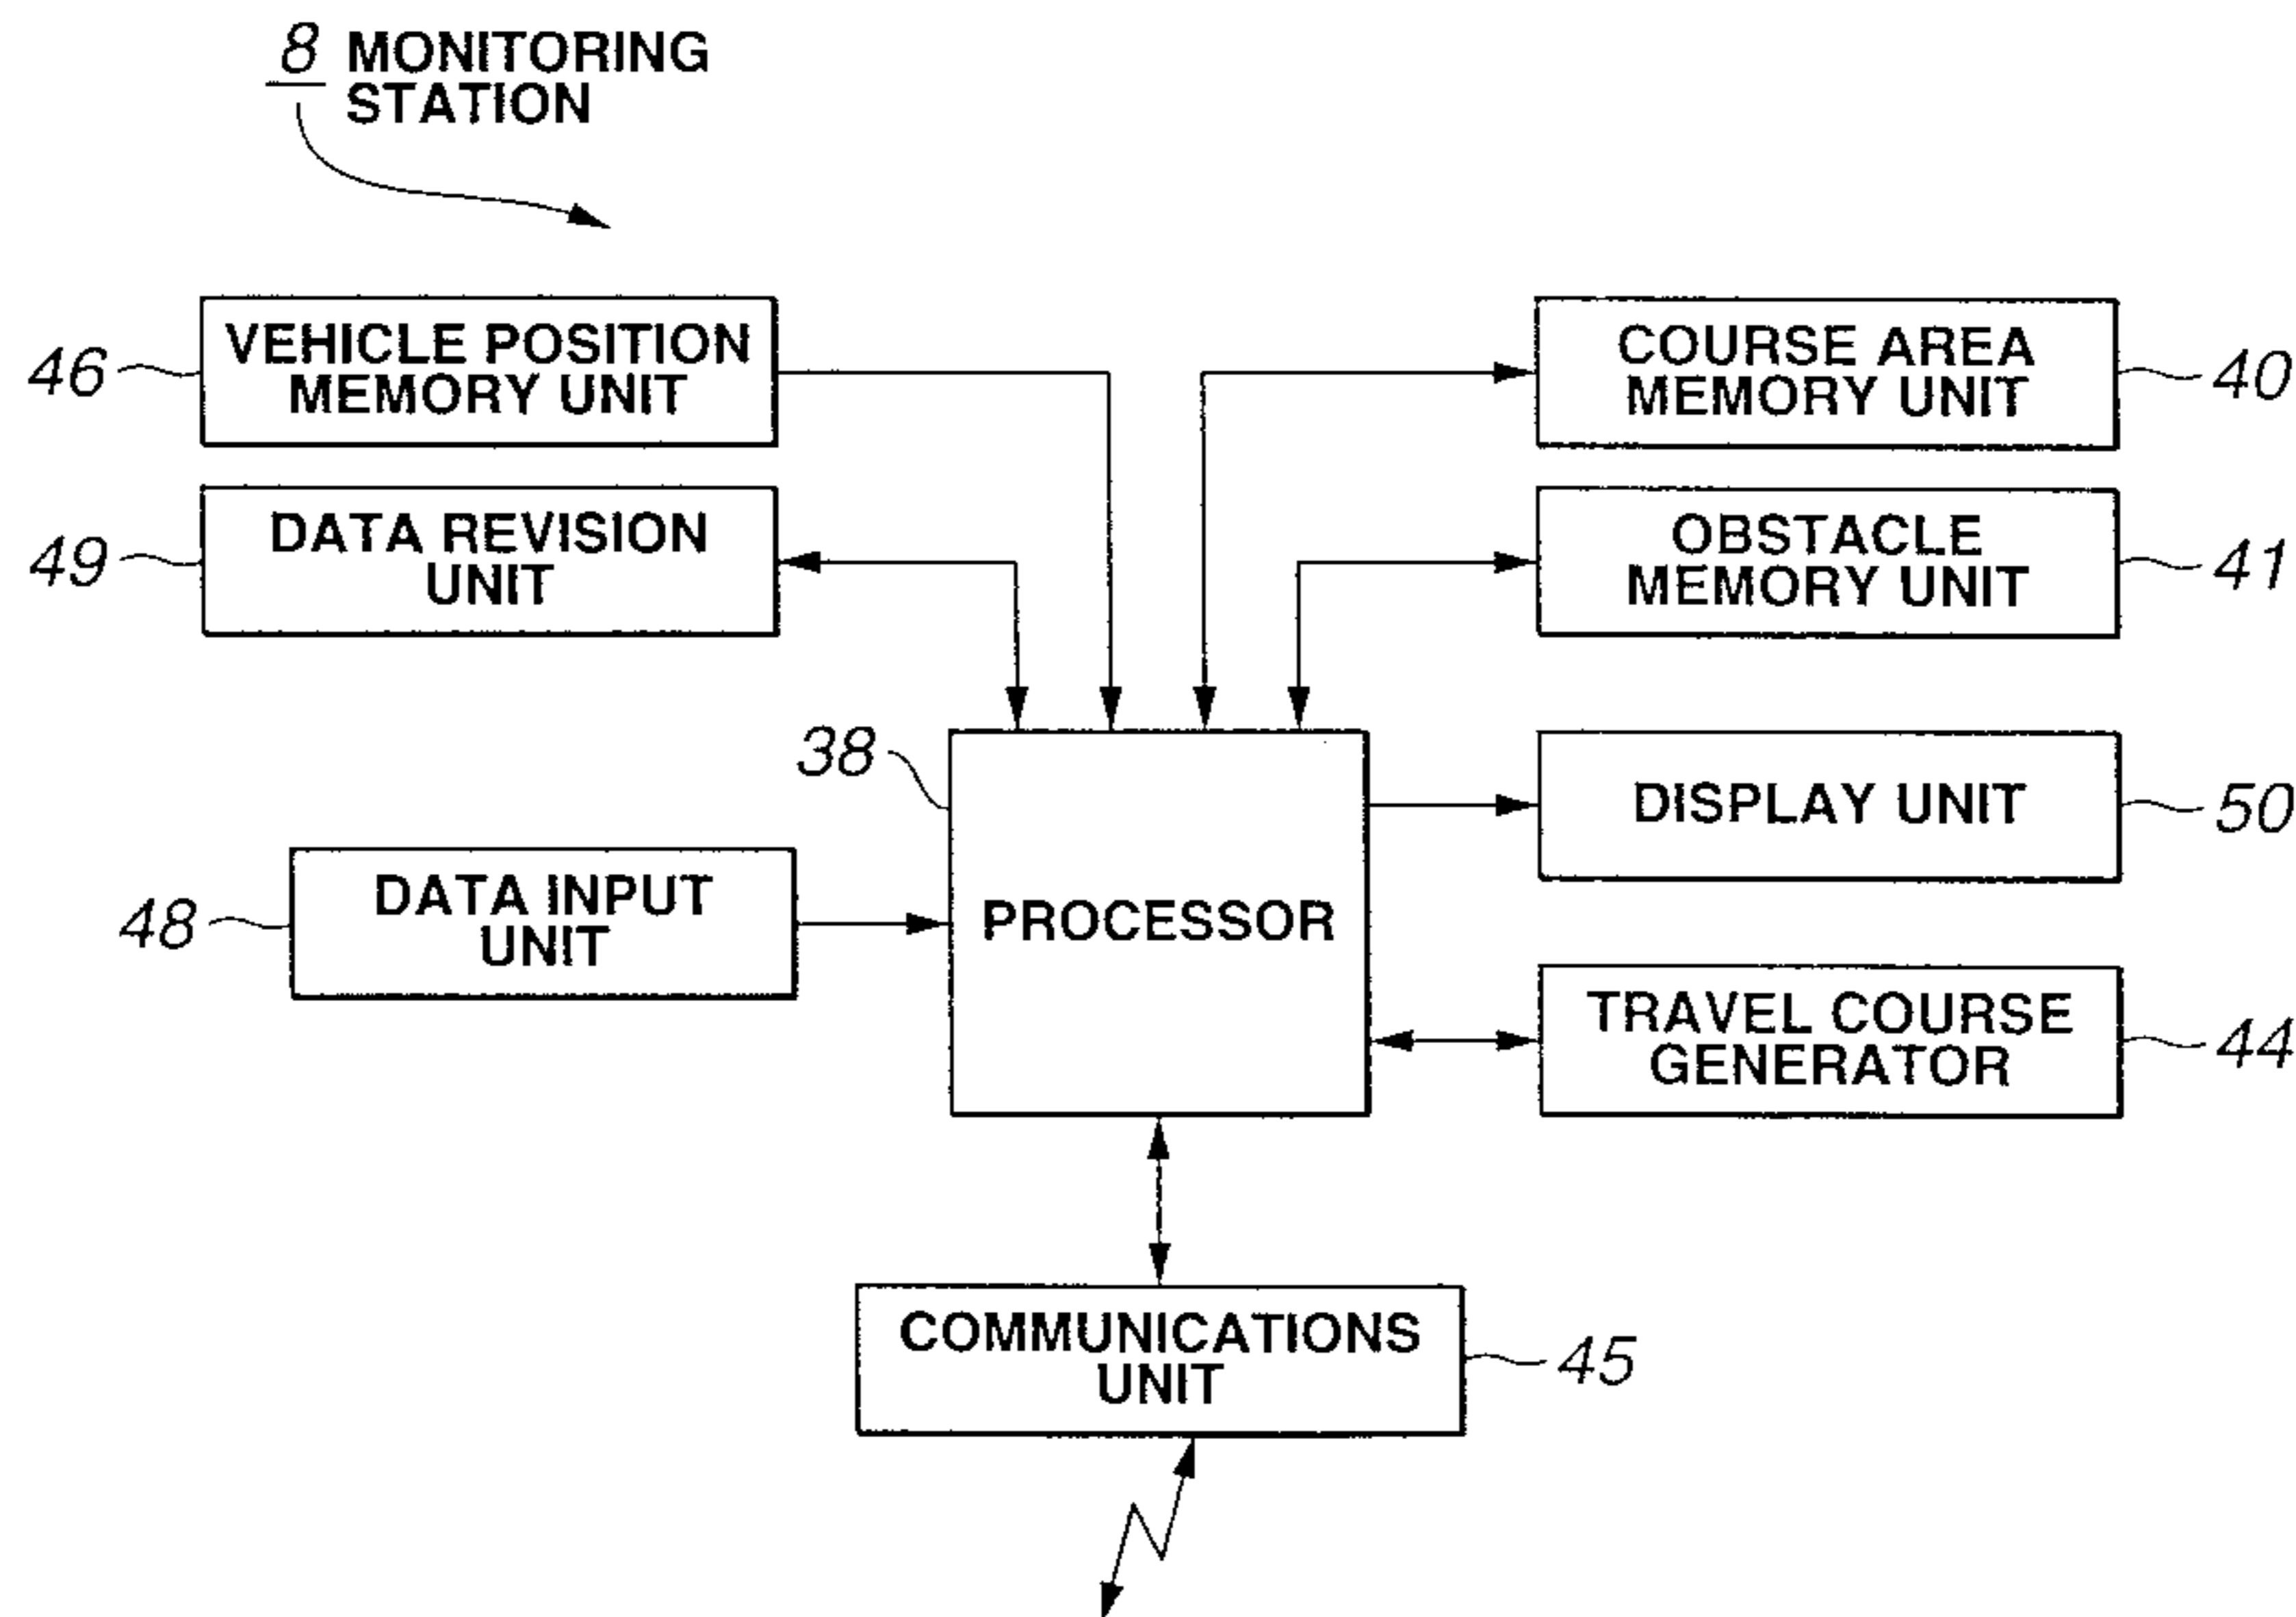 8 MONITORING
STATION
46
VEHICLE POSITION
MEMORY UNIT
COURSE AREA
MEMORY UNIT
40
49
DATA REVISION
UNIT
OBSTACLE
MEMORY UNIT
41
38
DISPLAY UNIT
50
48
DATA INPUT
UNIT
PROCESSOR
TRAVEL COURSE
GENERATOR
44
COMMUNICATIONS
UNIT
45